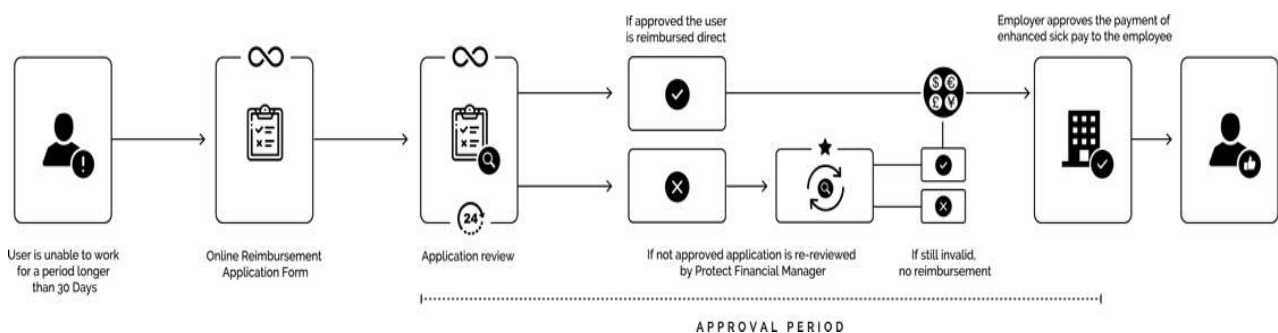 If approved the user
is reimbursed direct
Employer approves the payment of
enhanced sick pay to the employee
$ €
£ ¥
24
User is unable to work
for a period longer
than 30 Days
Online Reimbursement
Application Form
Application review
If not approved application is re-reviewed
by Protect Financial Manager
If still invalid,
no reimbursement
APPROVAL PERIOD